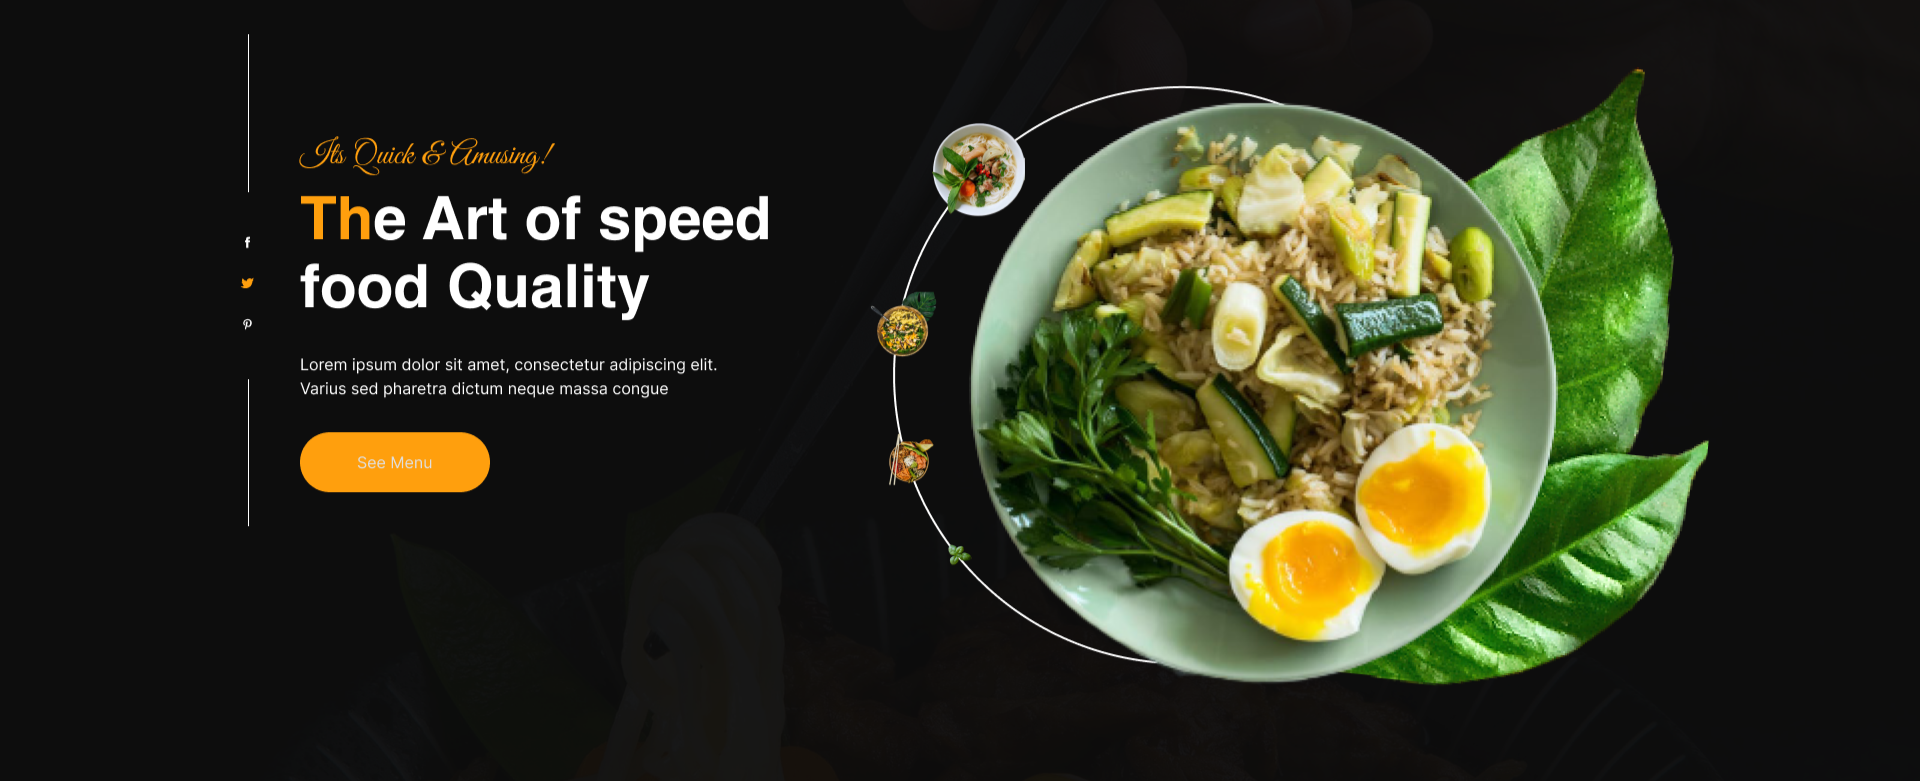 Its Quick & Amusing!
The Art of speed
food Quality
Lorem ipsum dolor sit amet, consectetur adipiscing elit.
Varius sed pharetra dictum neque massa congue
See Menu